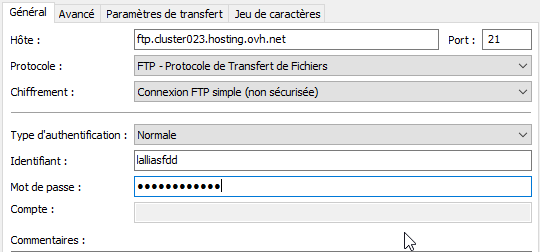 Général Avancé Paramètres de transfert Jeu de caractères
Hôte : ftp.cluster023.hosting.ovh.net Port : 21
Protocole : FTP - Protocole de Transfert de Fichiers
Chiffrement : Connexion FTP simple (non sécurisée)
Type d'authentification : Normale
Identifiant : lalliasfdd
Mot de passe : ●●●●●●●●●●●●
Compte :
Commentaires :